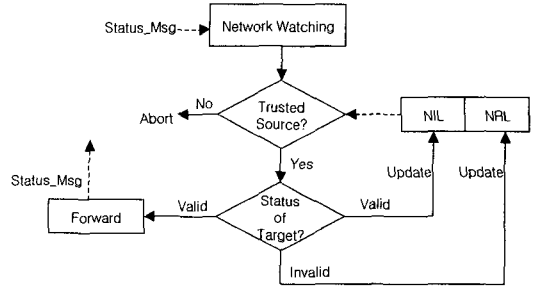 Status_Msg
Network Watching
No
Trusted
Source?
Abort
NIL
NRL
Yes
Update
Update
Status_Msg
Status
of
Target?
Valid
Valid
Forward
Invalid